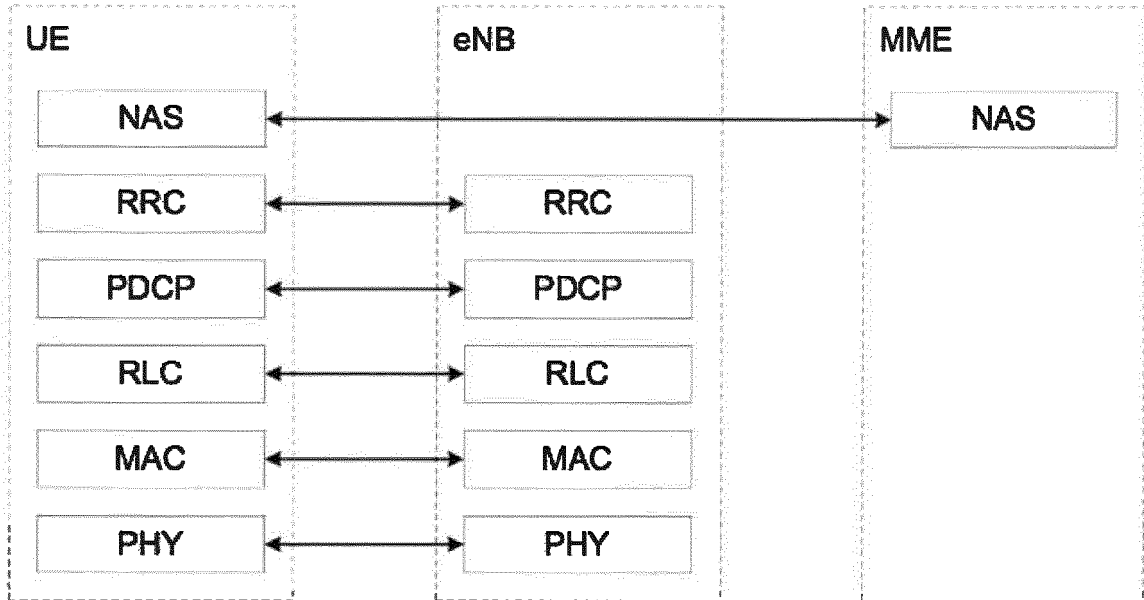 UE eNB MME
NAS NAS
RRC RRC
PDCP PDCP
RLC RLC
MAC MAC
PHY PHY